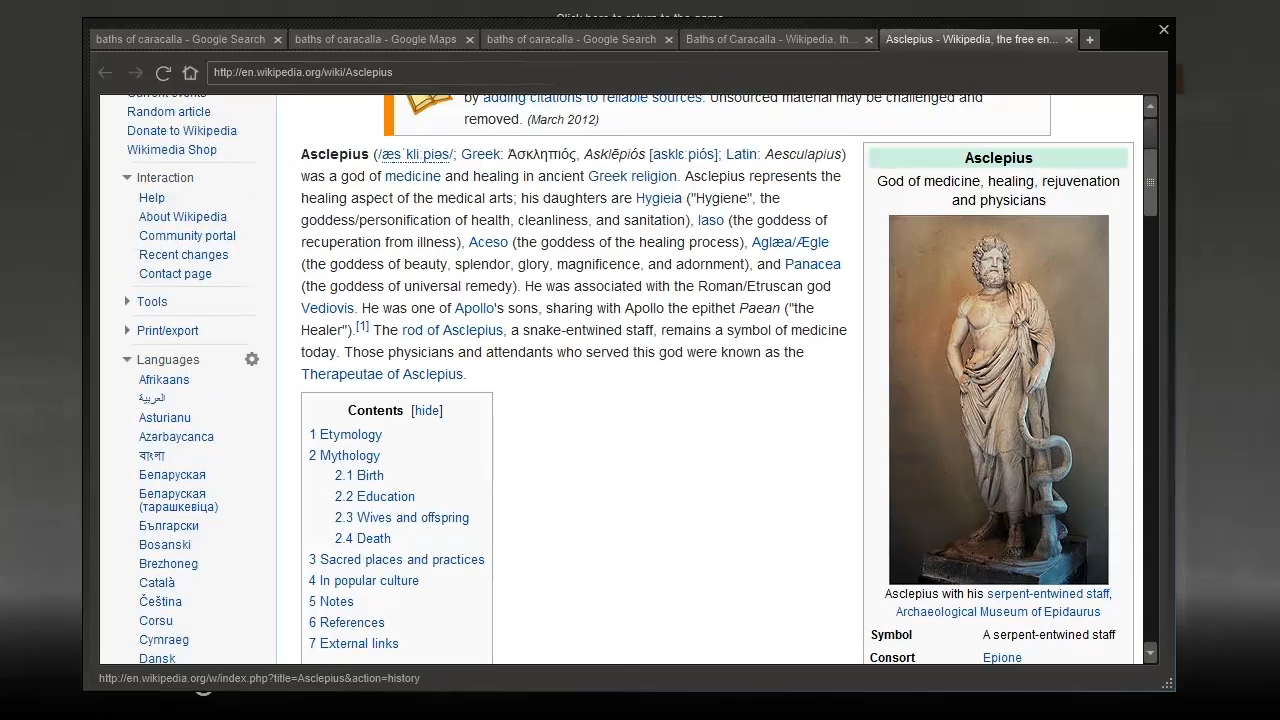 Click here to return to the game
baths of caracalla - Google Search
baths of caracalla - Google Maps
baths of caracalla - Google Search
Baths Of Caracalla - Wikipedia, th...
Asclepius - Wikipedia, the free en...
http://en.wikipedia.org/wiki/Asclepius
Current events
Random article
Donate to Wikipedia
Wikimedia Shop
Interaction
Help
About Wikipedia
Community portal
Recent changes
Contact page
Tools
Print/export
Languages
Afrikaans
العربية
Asturianu
Azərbaycanca
বাংলা
Беларуская
Беларуская
(тарашкевіца)
Български
Bosanski
Brezhoneg
Català
Čeština
Corsu
Cymraeg
Dansk
by adding citations to reliable sources. Unsourced material may be challenged and
removed. (March 2012)
Asclepius (/æsˈkliːpiəs/; Greek: Ἀσκληπιός, Asklēpiós [asklɛːpiós]; Latin: Aesculapius)
was a god of medicine and healing in ancient Greek religion. Asclepius represents the
healing aspect of the medical arts; his daughters are Hygieia ("Hygiene", the
goddess/personification of health, cleanliness, and sanitation), Iaso (the goddess of
recuperation from illness), Aceso (the goddess of the healing process), Aglæa/Ægle
(the goddess of beauty, splendor, glory, magnificence, and adornment), and Panacea
(the goddess of universal remedy). He was associated with the Roman/Etruscan god
Vediovis. He was one of Apollo's sons, sharing with Apollo the epithet Paean ("the
Healer").[1] The rod of Asclepius, a snake-entwined staff, remains a symbol of medicine
today. Those physicians and attendants who served this god were known as the
Therapeutae of Asclepius.
Contents [hide]
1 Etymology
2 Mythology
2.1 Birth
2.2 Education
2.3 Wives and offspring
2.4 Death
3 Sacred places and practices
4 In popular culture
5 Notes
6 References
7 External links
Asclepius
God of medicine, healing, rejuvenation
and physicians
Asclepius with his serpent-entwined staff,
Archaeological Museum of Epidaurus
Symbol A serpent-entwined staff
Consort Epione
http://en.wikipedia.org/w/index.php?title=Asclepius&action=history